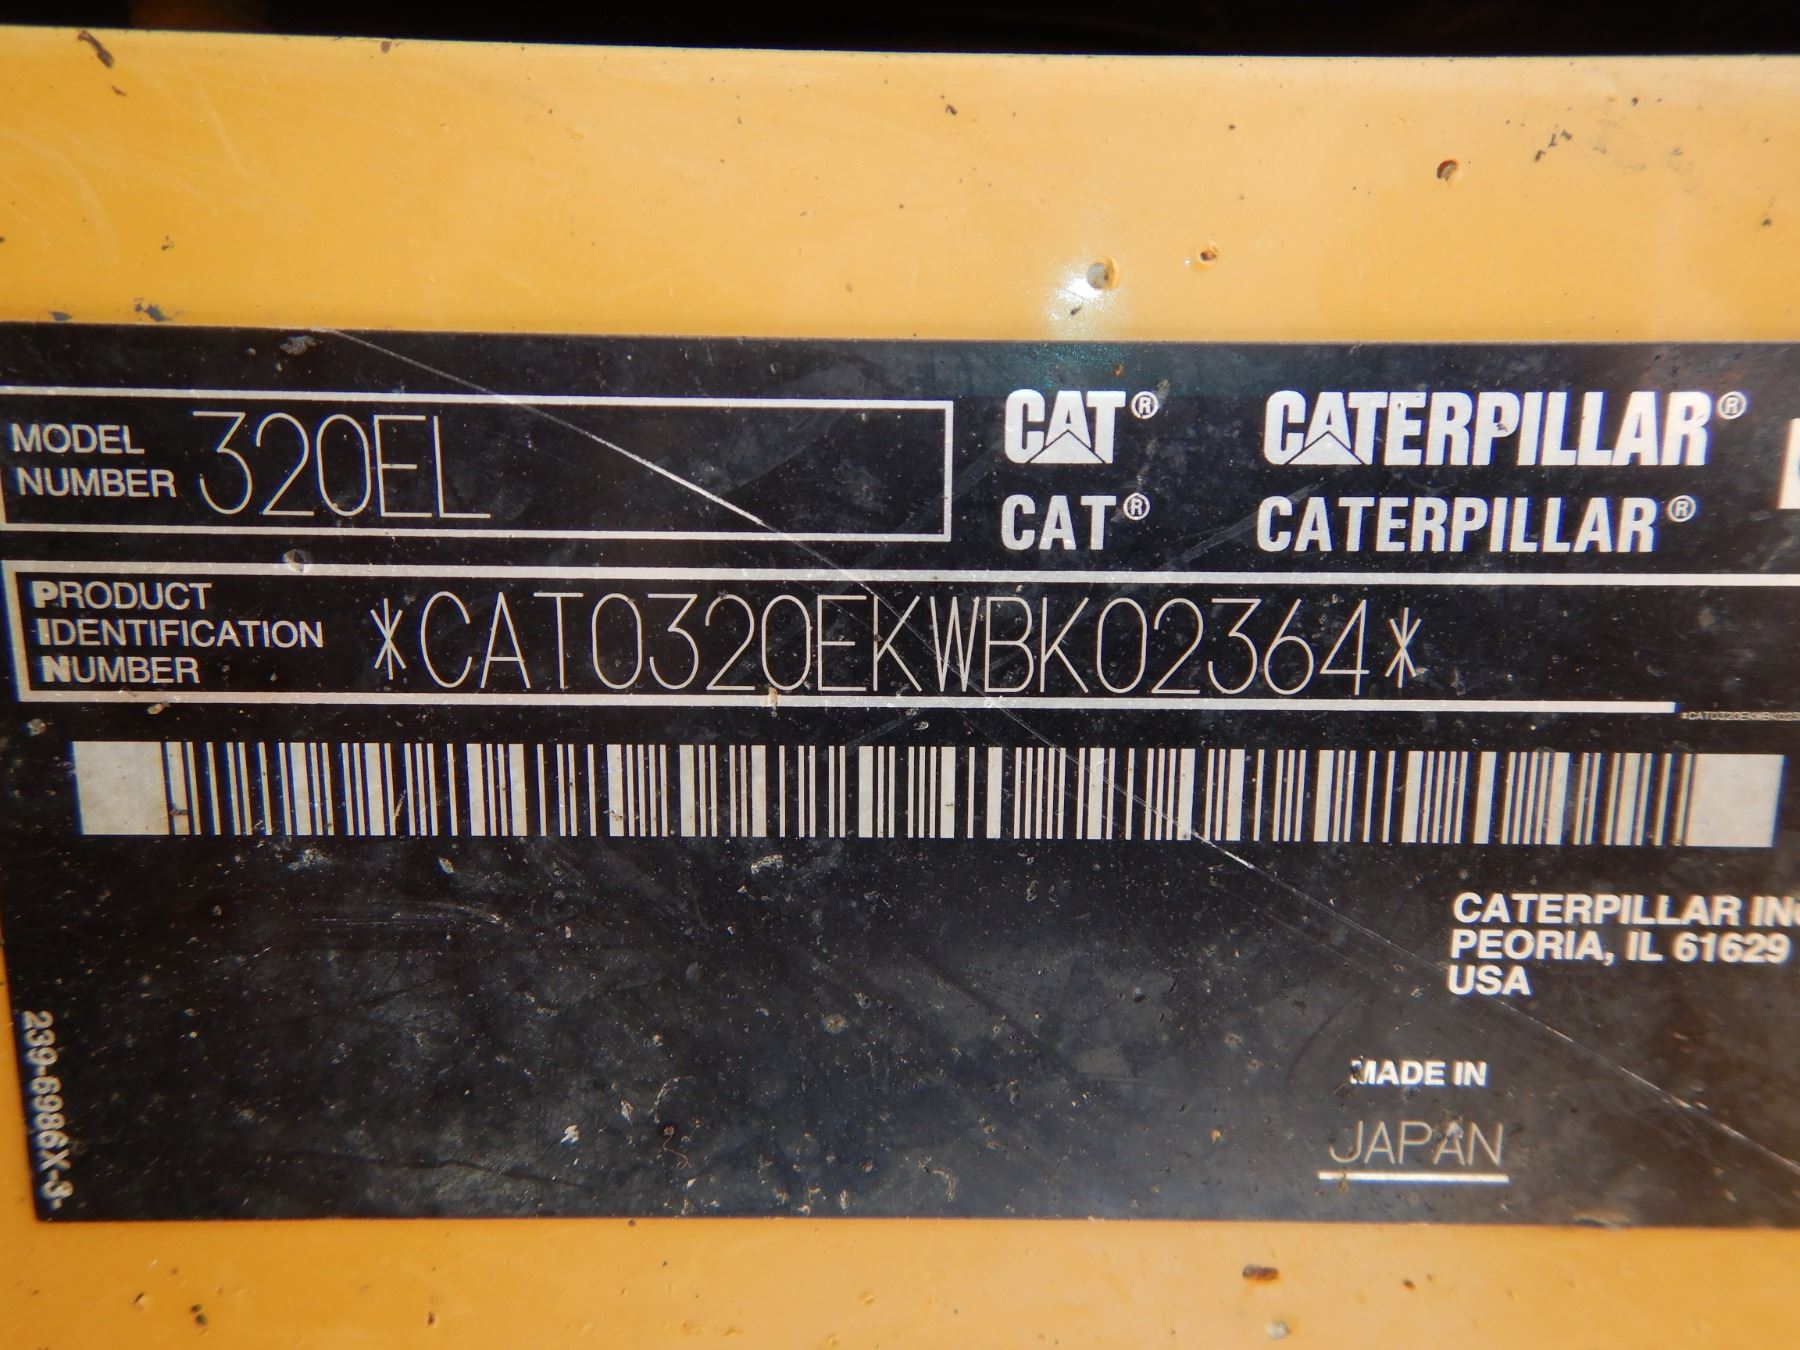 MODEL
NUMBER 320EL
CAT® CATERPILLAR®
CAT® CATERPILLAR®
PRODUCT
IDENTIFICATION
NUMBER *CAT0320EKWBK02364*
CATERPILLAR INC
PEORIA, IL 61629
USA
MADE IN
JAPAN
239-6986X-3